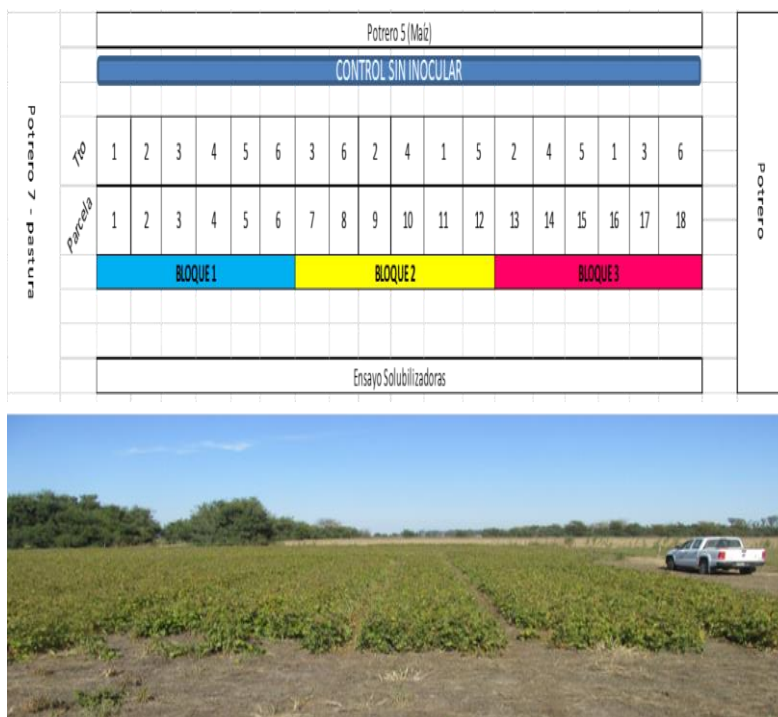 Potrero 5 (Maíz)
CONTROL SIN INOCULAR
Potrero 7 - pastura
Tto 1 2 3 4 5 6 3 6 2 4 1 5 2 4 5 1 3 6
Parcela 1 2 3 4 5 6 7 8 9 10 11 12 13 14 15 16 17 18
BLOQUE 1 BLOQUE 2 BLOQUE 3
Potrero
Ensayo Solubilizadoras